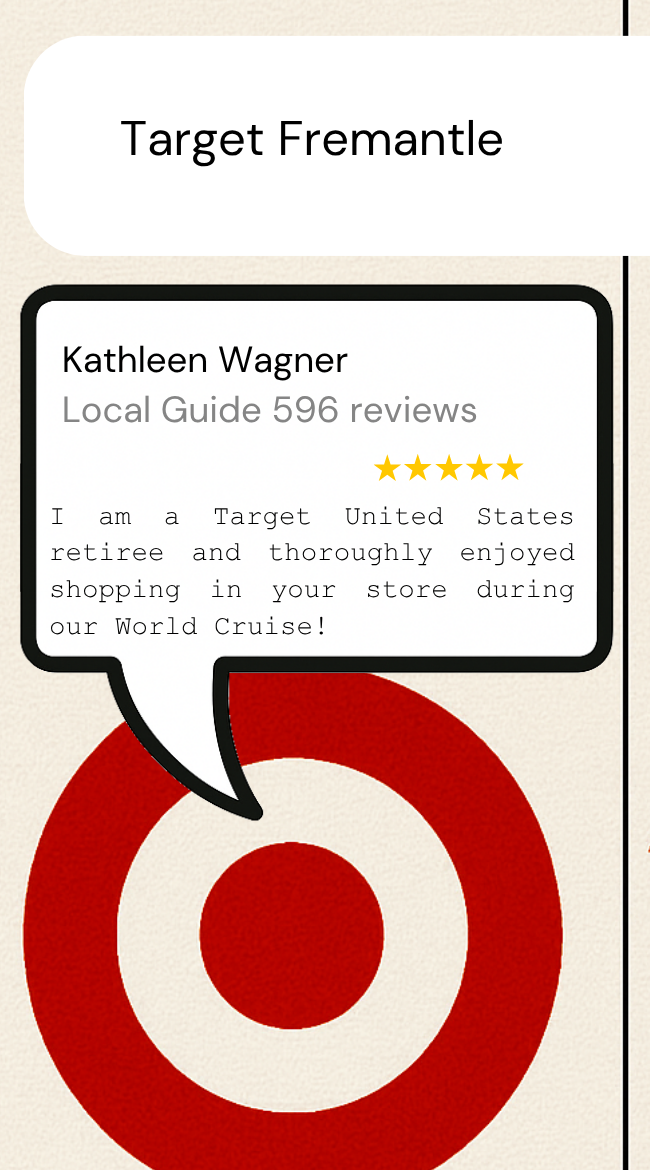 Target Fremantle
Kathleen Wagner
Local Guide 596 reviews
★★★★★
I am a Target United States
retiree and thoroughly enjoyed
shopping in your store during
our World Cruise!